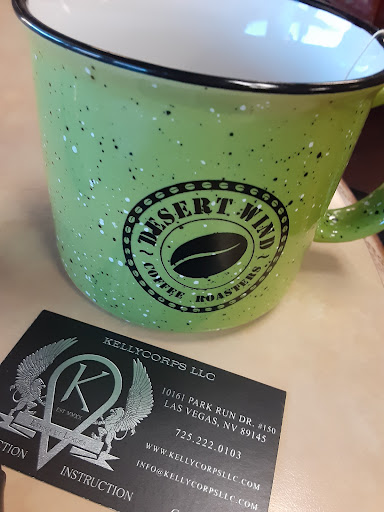 DESERT WIND
COFFEE ROASTERS
KELLYCORPS LLC
K
EST MMXX
10161 PARK RUN DR. #150
LAS VEGAS, NV 89145
725.222.0103
WWW.KELLYCORPSLLC.COM
INFO@KELLYCORPSLLC.COM
INSTRUCTION